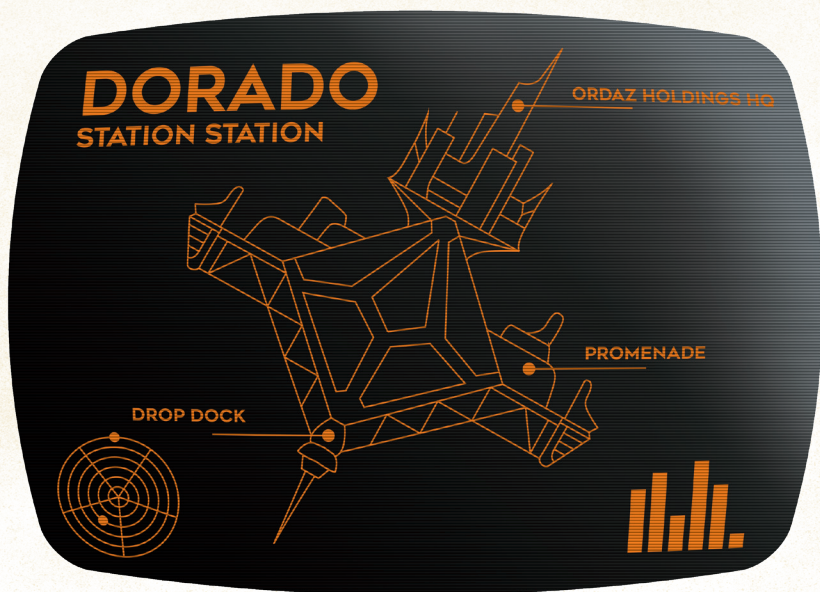 DORADO
STATION STATION
ORDAZ HOLDINGS HQ
PROMENADE
DROP DOCK